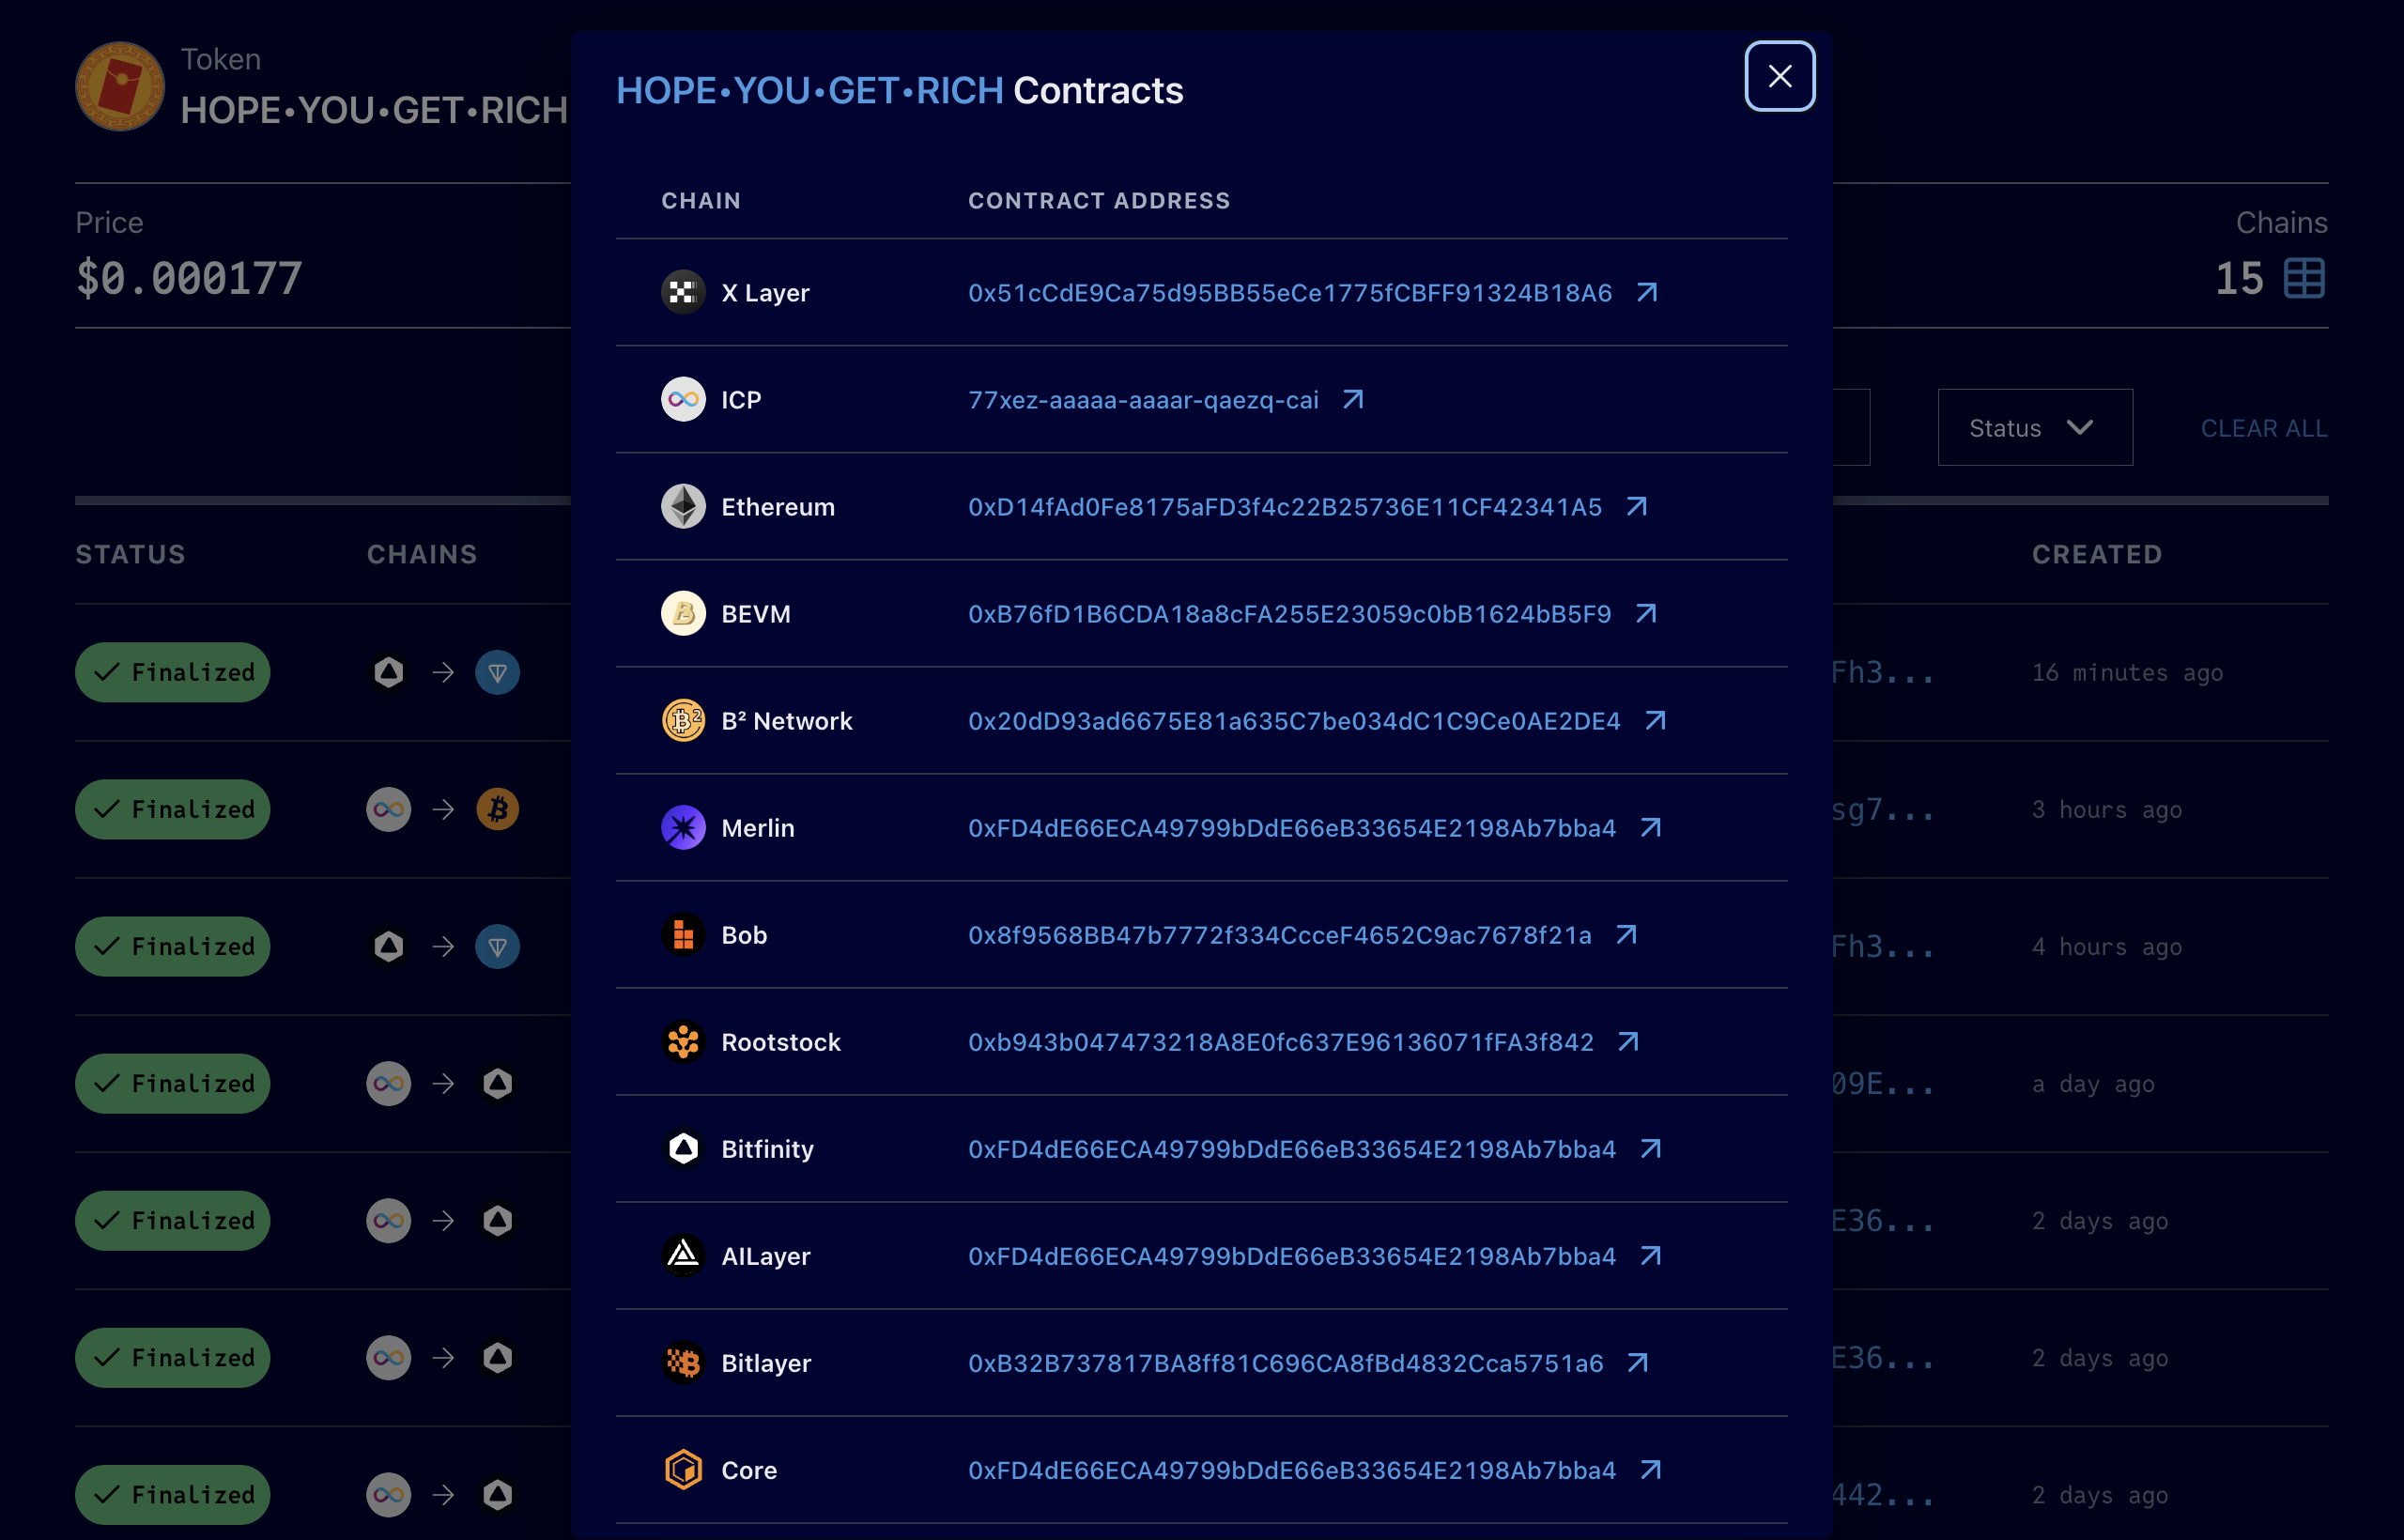 Token
HOPE•YOU•GET•RICH
Price
$0.000177
Chains
15
Status
CLEAR ALL
STATUS
CHAINS
CREATED
Finalized
Fh3...
16 minutes ago
Finalized
sg7...
3 hours ago
Finalized
Fh3...
4 hours ago
Finalized
09E...
a day ago
Finalized
E36...
2 days ago
Finalized
E36...
2 days ago
Finalized
442...
2 days ago
HOPE•YOU•GET•RICH Contracts
CHAIN
CONTRACT ADDRESS
X Layer
0x51cCdE9Ca75d95BB55eCe1775fCBFF91324B18A6
ICP
77xez-aaaaa-aaaar-qaezq-cai
Ethereum
0xD14fAd0Fe8175aFD3f4c22B25736E11CF42341A5
BEVM
0xB76fD1B6CDA18a8cFA255E23059c0bB1624bB5F9
B² Network
0x20dD93ad6675E81a635C7be034dC1C9Ce0AE2DE4
Merlin
0xFD4dE66ECA49799bDdE66eB33654E2198Ab7bba4
Bob
0x8f9568BB47b7772f334CcceF4652C9ac7678f21a
Rootstock
0xb943b047473218A8E0fc637E96136071fFA3f842
Bitfinity
0xFD4dE66ECA49799bDdE66eB33654E2198Ab7bba4
AILayer
0xFD4dE66ECA49799bDdE66eB33654E2198Ab7bba4
Bitlayer
0xB32B737817BA8ff81C696CA8fBd4832Cca5751a6
Core
0xFD4dE66ECA49799bDdE66eB33654E2198Ab7bba4